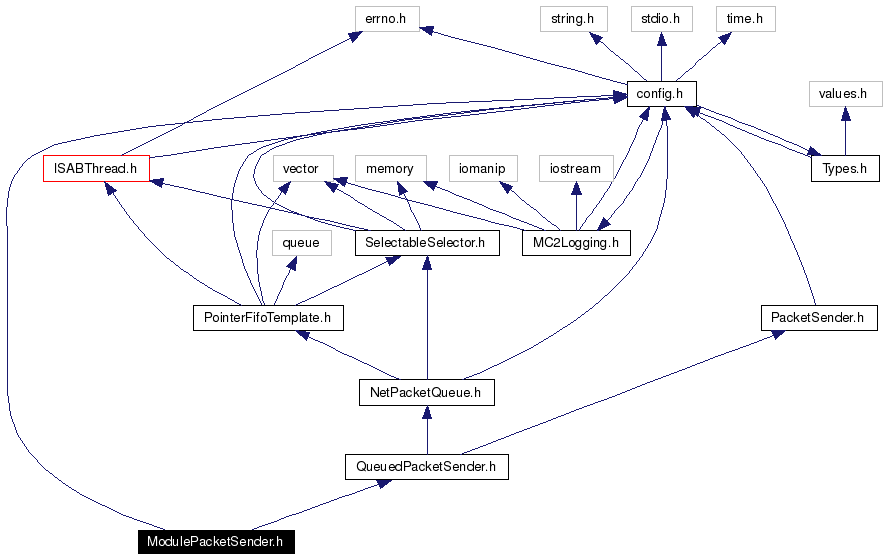 errno.h
string.h
stdio.h
time.h
config.h
values.h
ISABThread.h
vector
memory
iomanip
iostream
Types.h
queue
SelectableSelector.h
MC2Logging.h
PointerFifoTemplate.h
PacketSender.h
NetPacketQueue.h
QueuedPacketSender.h
ModulePacketSender.h